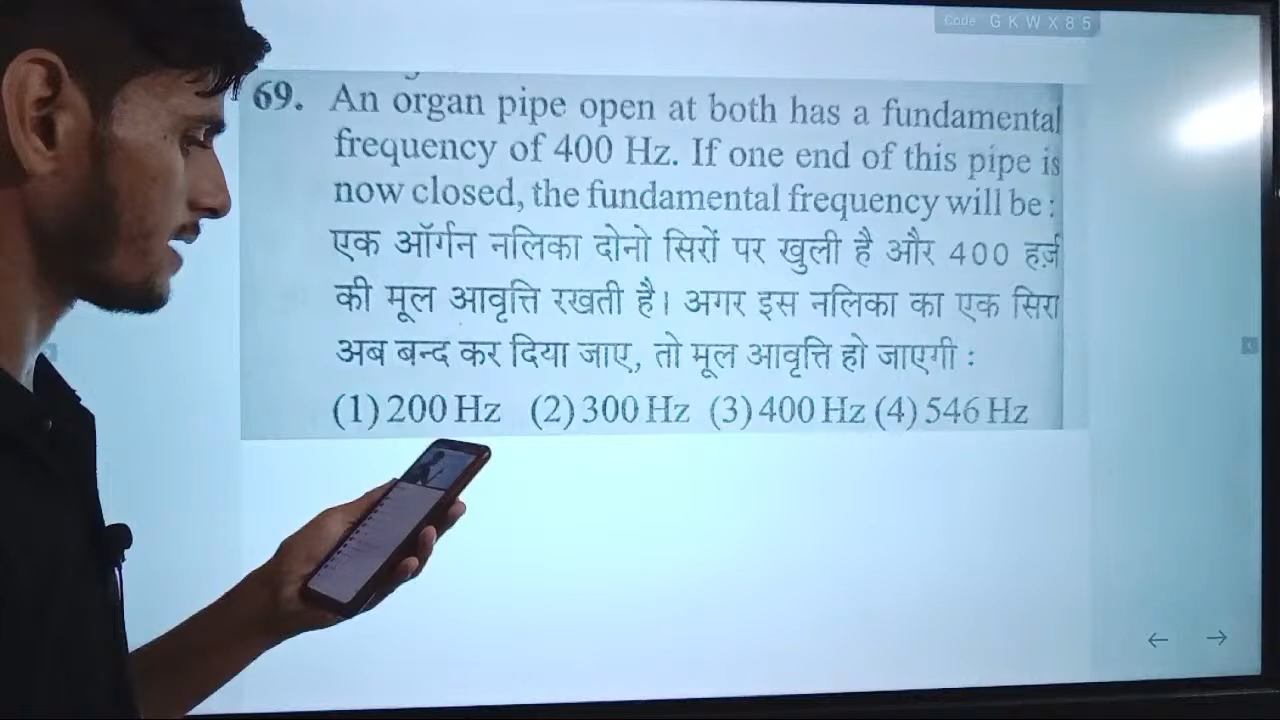 Code G K W X 8 5
69. An organ pipe open at both has a fundamental
frequency of 400 Hz. If one end of this pipe is
now closed, the fundamental frequency will be :
एक ऑर्गन नलिका दोनो सिरों पर खुली है और 400 हर्ज़
की मूल आवृत्ति रखती है। अगर इस नलिका का एक सिरा
अब बन्द कर दिया जाए, तो मूल आवृत्ति हो जाएगी :
(1) 200 Hz (2) 300 Hz (3) 400 Hz (4) 546 Hz